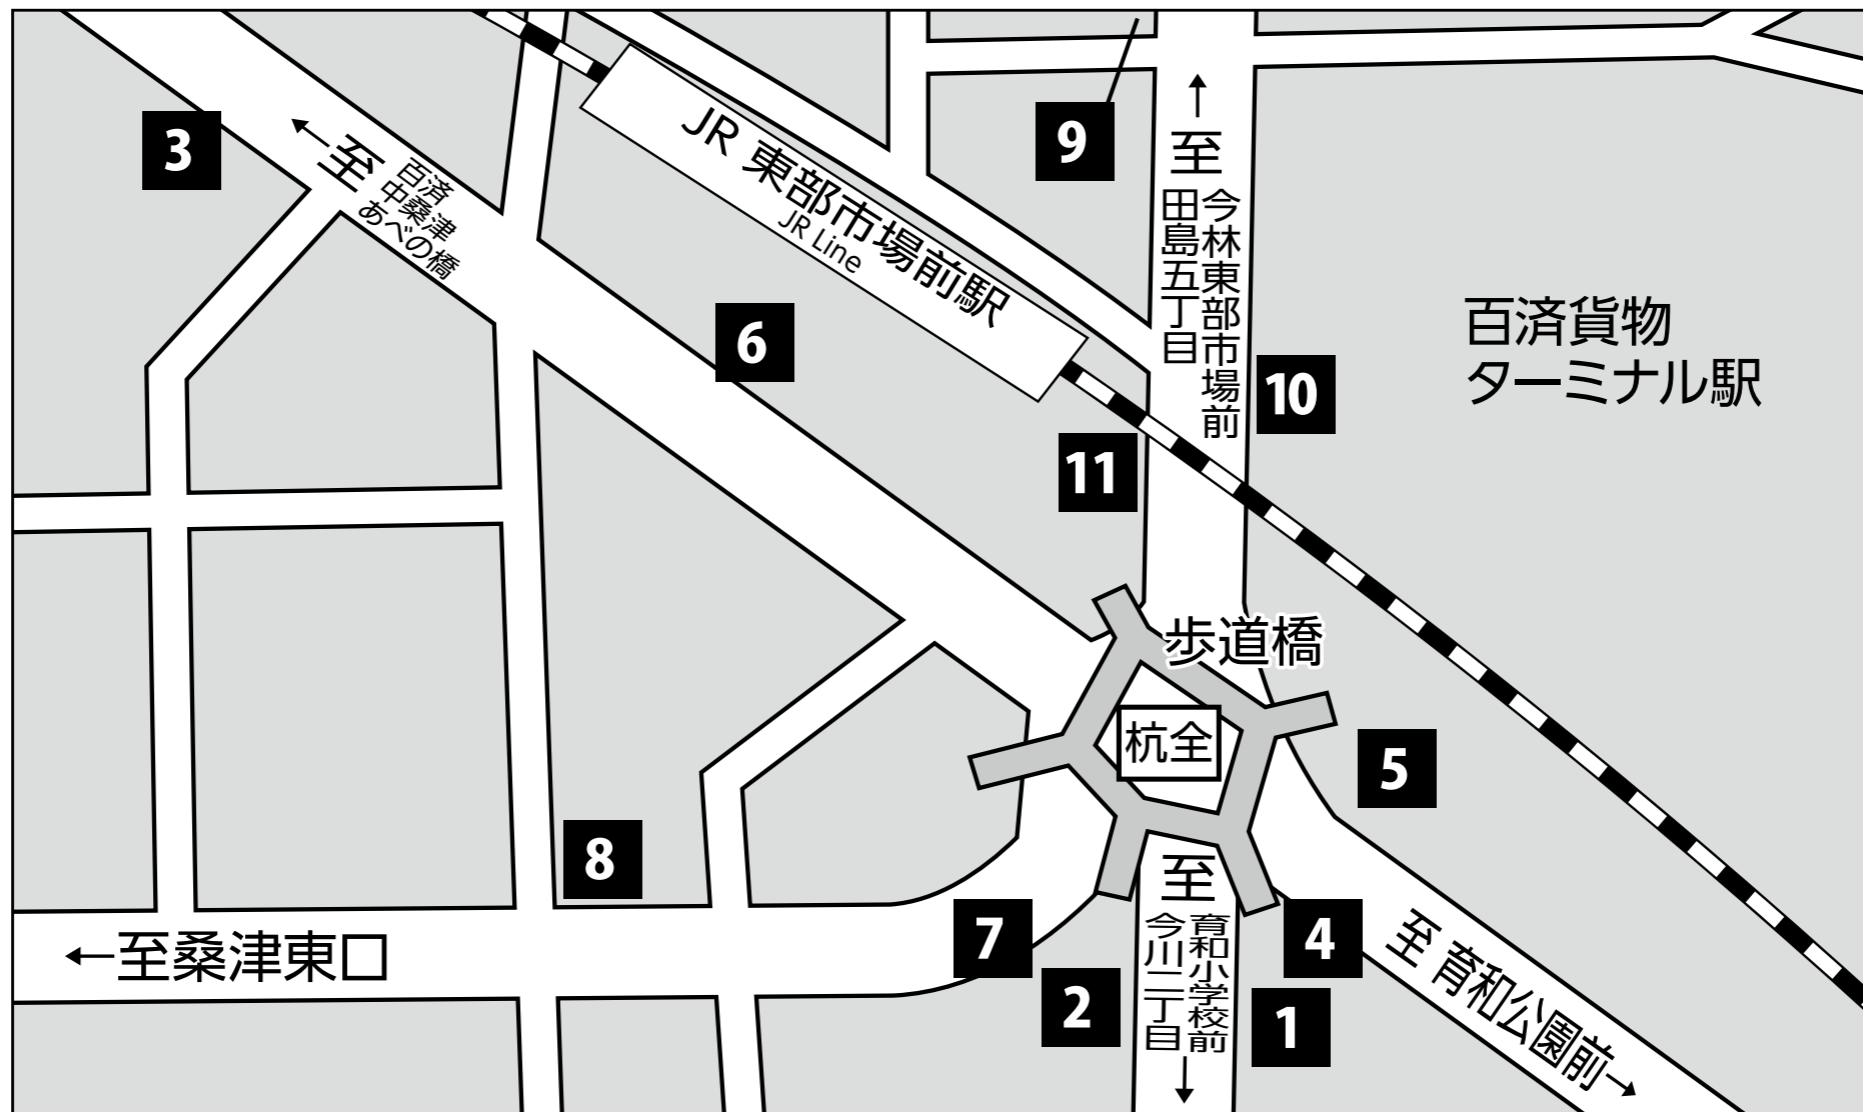 3
9
至
百済
中桑津
あべの橋
JR 東部市場前駅
JR Line
↑
至
今林東部市場前
田島五丁目
百済貨物
ターミナル駅
6
10
11
歩道橋
杭全
5
8
7
4
2
1
至
育和小学校前
今川二丁目
←至桑津東口
至 育和公園前→